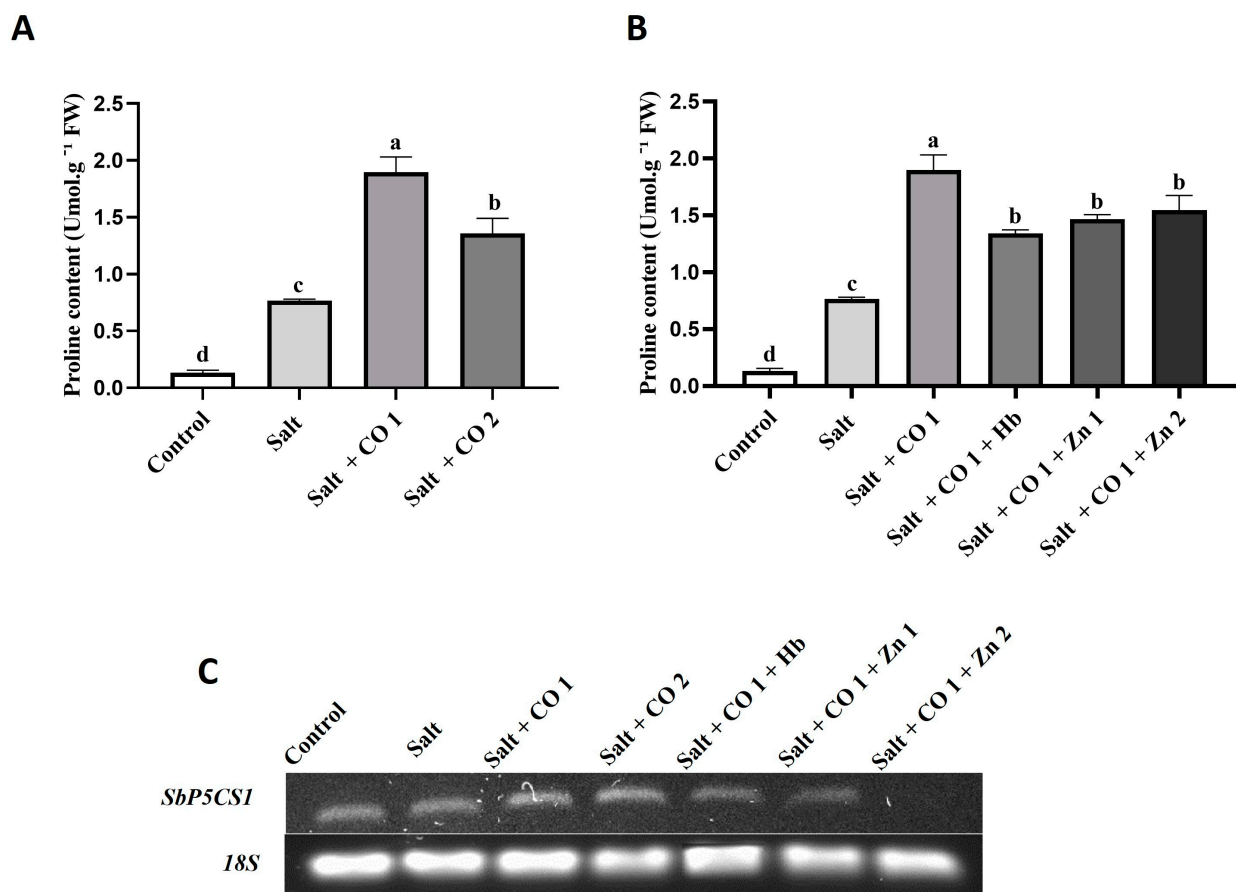 A
B
Proline content (Umol.g ⁻¹ FW)
2.5
2.0
1.5
1.0
0.5
0.0
d
c
a
b
Control
Salt
Salt + CO 1
Salt + CO 2
Proline content (Umol.g ⁻¹ FW)
2.5
2.0
1.5
1.0
0.5
0.0
d
c
a
b
b
b
Control
Salt
Salt + CO 1
Salt + CO 1 + Hb
Salt + CO 1 + Zn 1
Salt + CO 1 + Zn 2
C
Control
Salt
Salt + CO 1
Salt + CO 2
Salt + CO 1 + Hb
Salt + CO 1 + Zn 1
Salt + CO 1 + Zn 2
SbP5CS1
18S